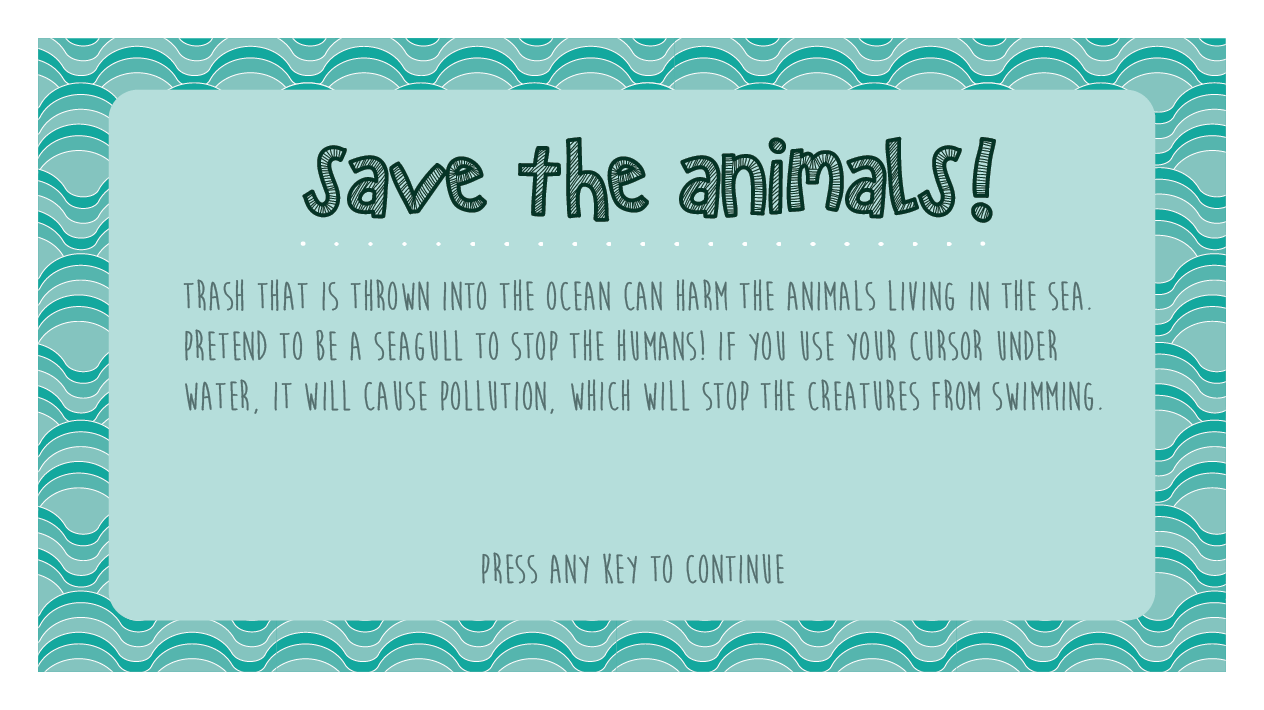 Save the animals!
TRASH THAT IS THROWN INTO THE OCEAN CAN HARM THE ANIMALS LIVING IN THE SEA.
PRETEND TO BE A SEAGULL TO STOP THE HUMANS! IF YOU USE YOUR CURSOR UNDER
WATER, IT WILL CAUSE POLLUTION, WHICH WILL STOP THE CREATURES FROM SWIMMING.
PRESS ANY KEY TO CONTINUE